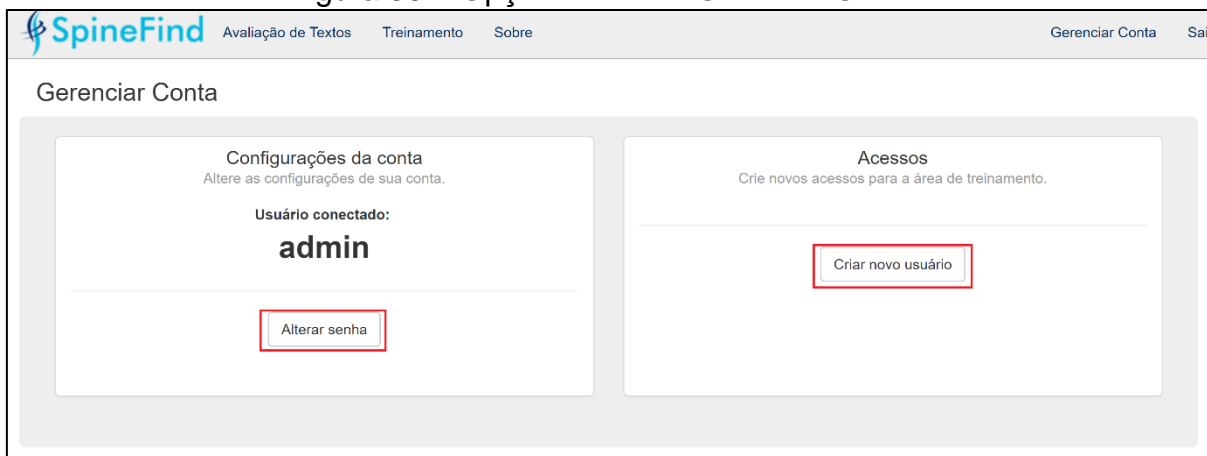 SpineFind Avaliação de Textos Treinamento Sobre Gerenciar Conta
Gerenciar Conta
Configurações da conta
Altere as configurações de sua conta.
Usuário conectado:
admin
Alterar senha
Acessos
Crie novos acessos para a área de treinamento.
Criar novo usuário